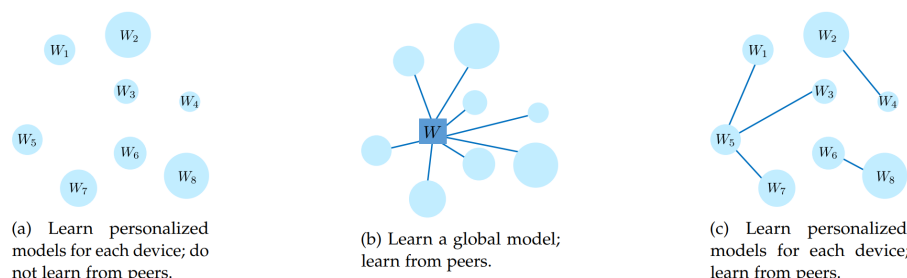 W1
W2
W3
W4
W5
W6
W7
W8
(a) Learn personalized
models for each device; do
not learn from peers.
W
(b) Learn a global model;
learn from peers.
W1
W2
W3
W4
W5
W6
W7
W8
(c) Learn personalized
models for each device;
learn from peers.